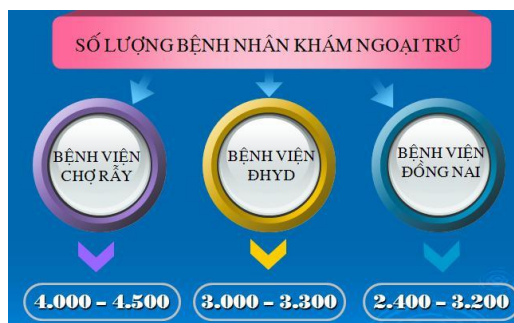 SỐ LƯỢNG BỆNH NHÂN KHÁM NGOẠI TRÚ
BỆNH VIỆN
CHỢ RẪY
BỆNH VIỆN
ĐHYD
BỆNH VIỆN
ĐỒNG NAI
4.000 – 4.500
3.000 – 3.300
2.400 – 3.200